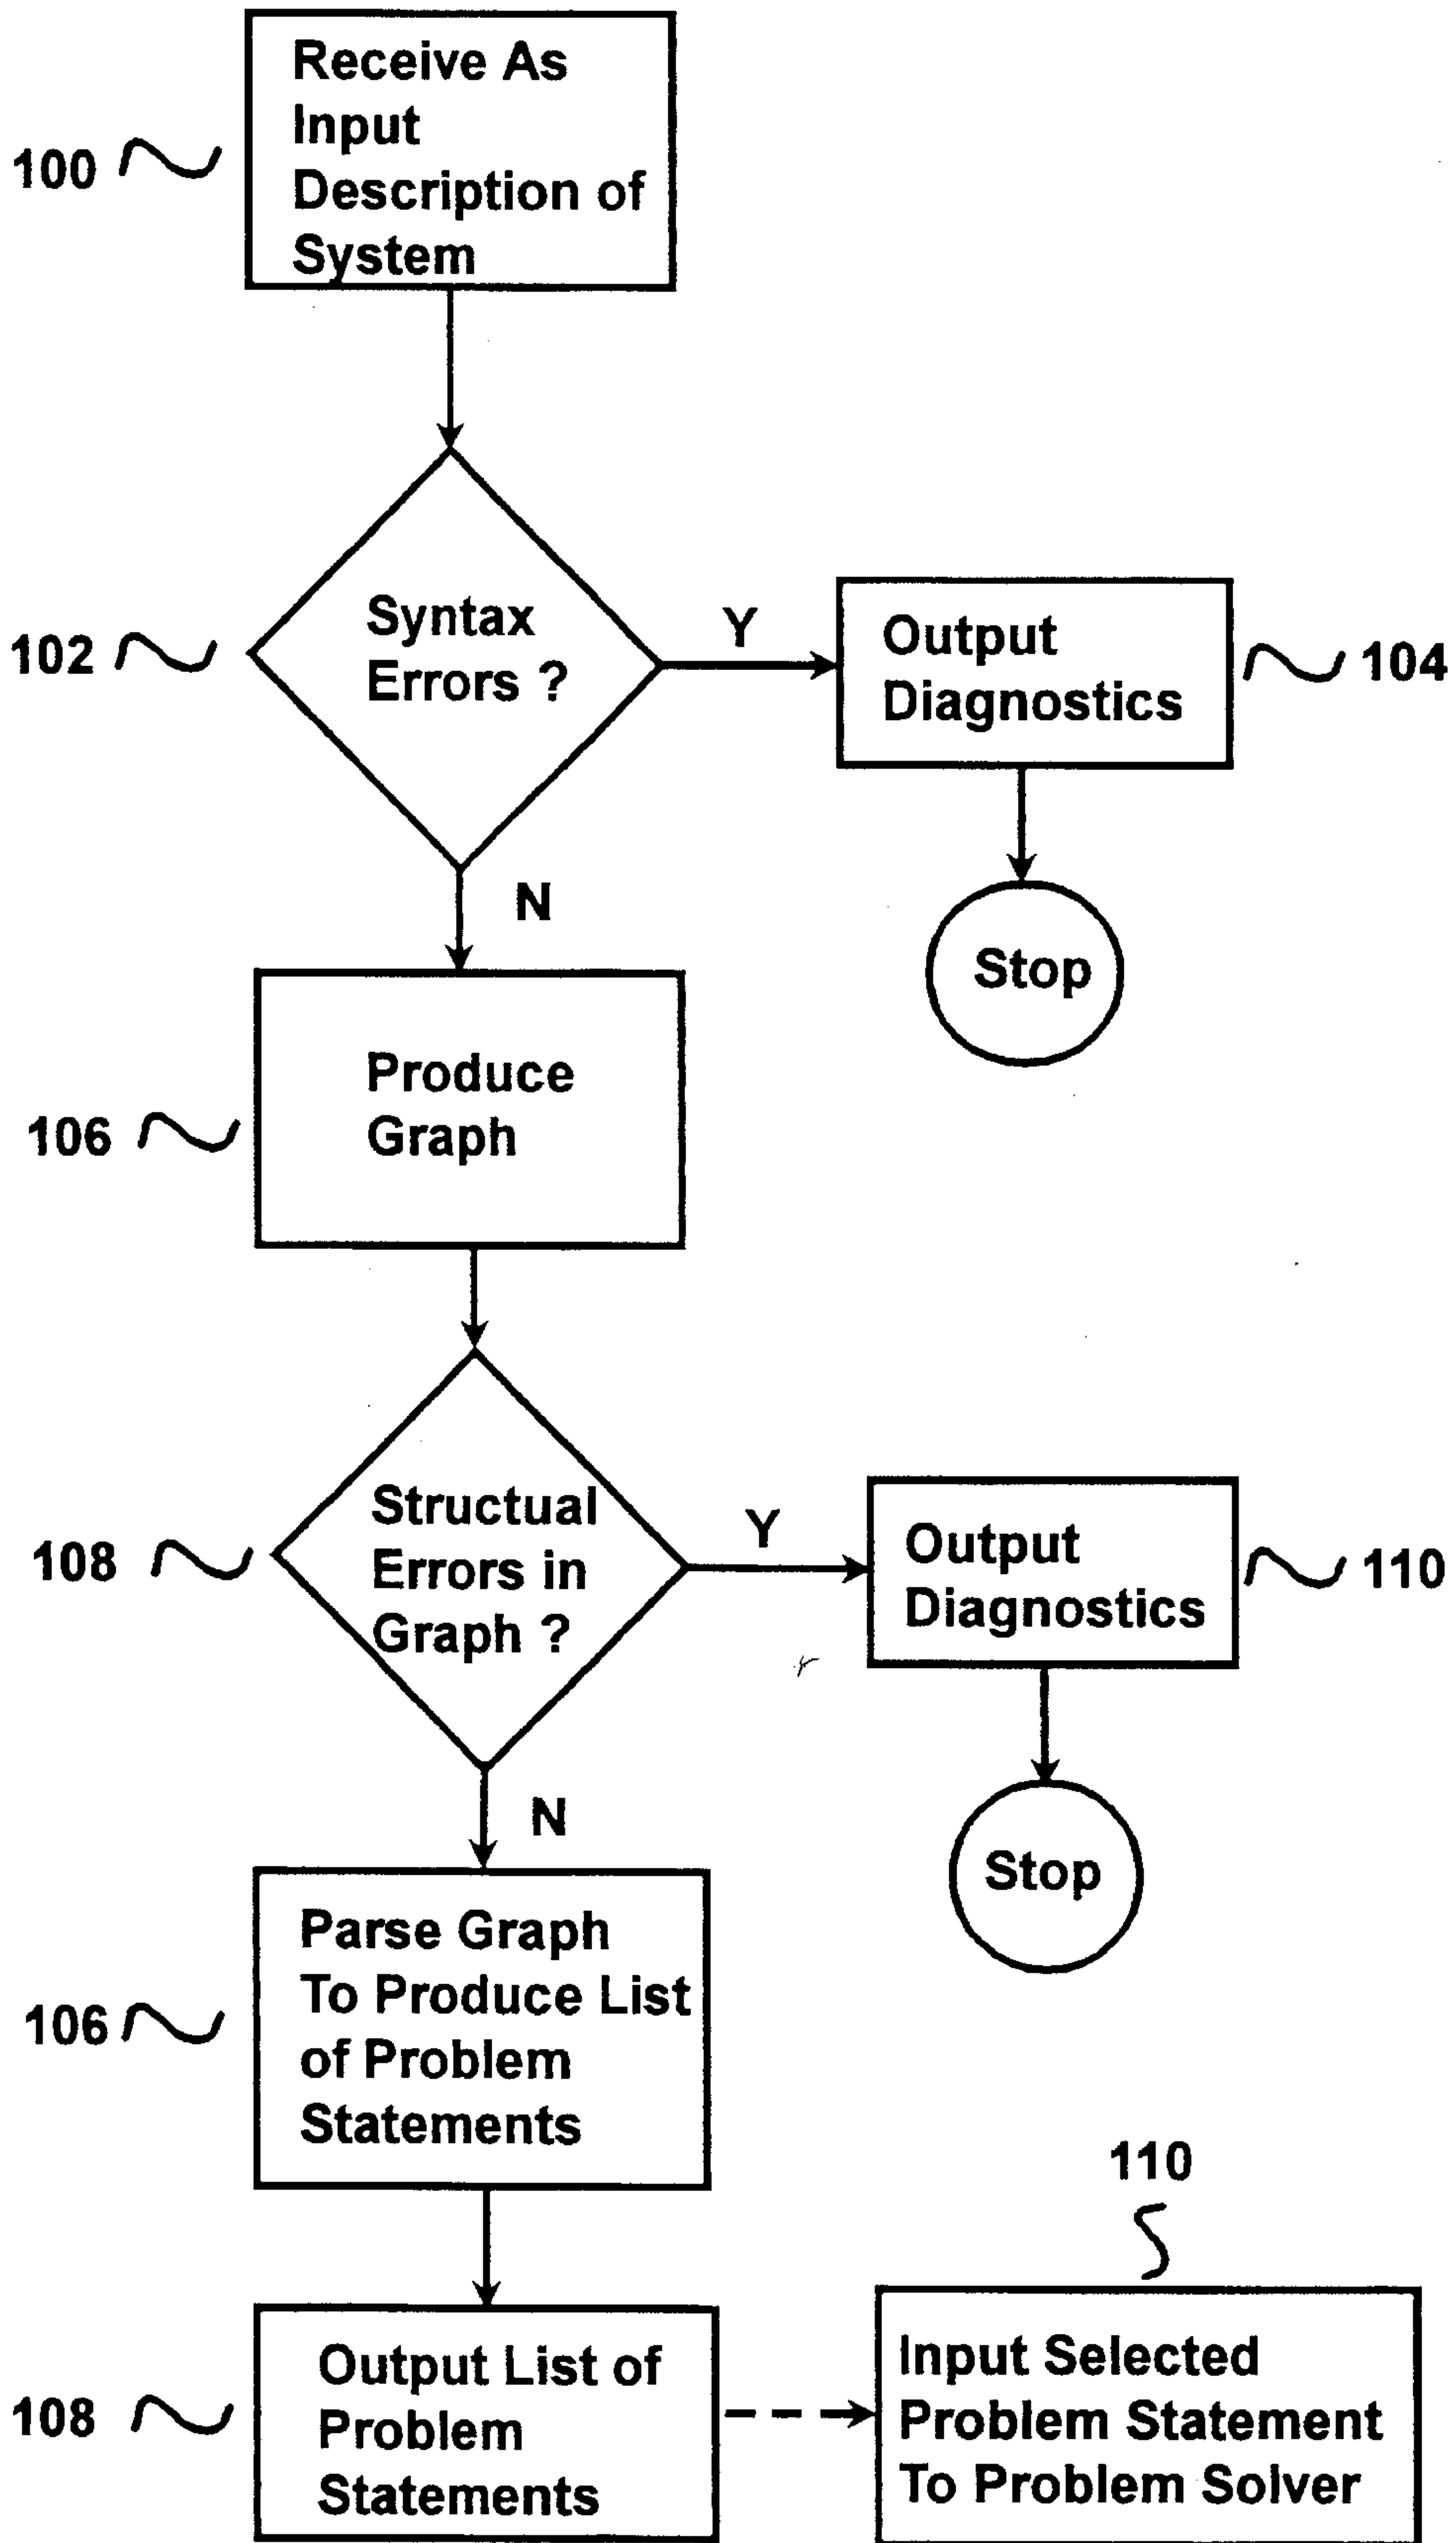 Receive As
Input
Description of
System
100
Syntax
Errors ?
102
Y
Output
Diagnostics
104
N
Stop
Produce
Graph
106
Structual
Errors in
Graph ?
108
Y
Output
Diagnostics
110
N
Stop
Parse Graph
To Produce List
of Problem
Statements
106
110
Output List of
Problem
Statements
108
Input Selected
Problem Statement
To Problem Solver